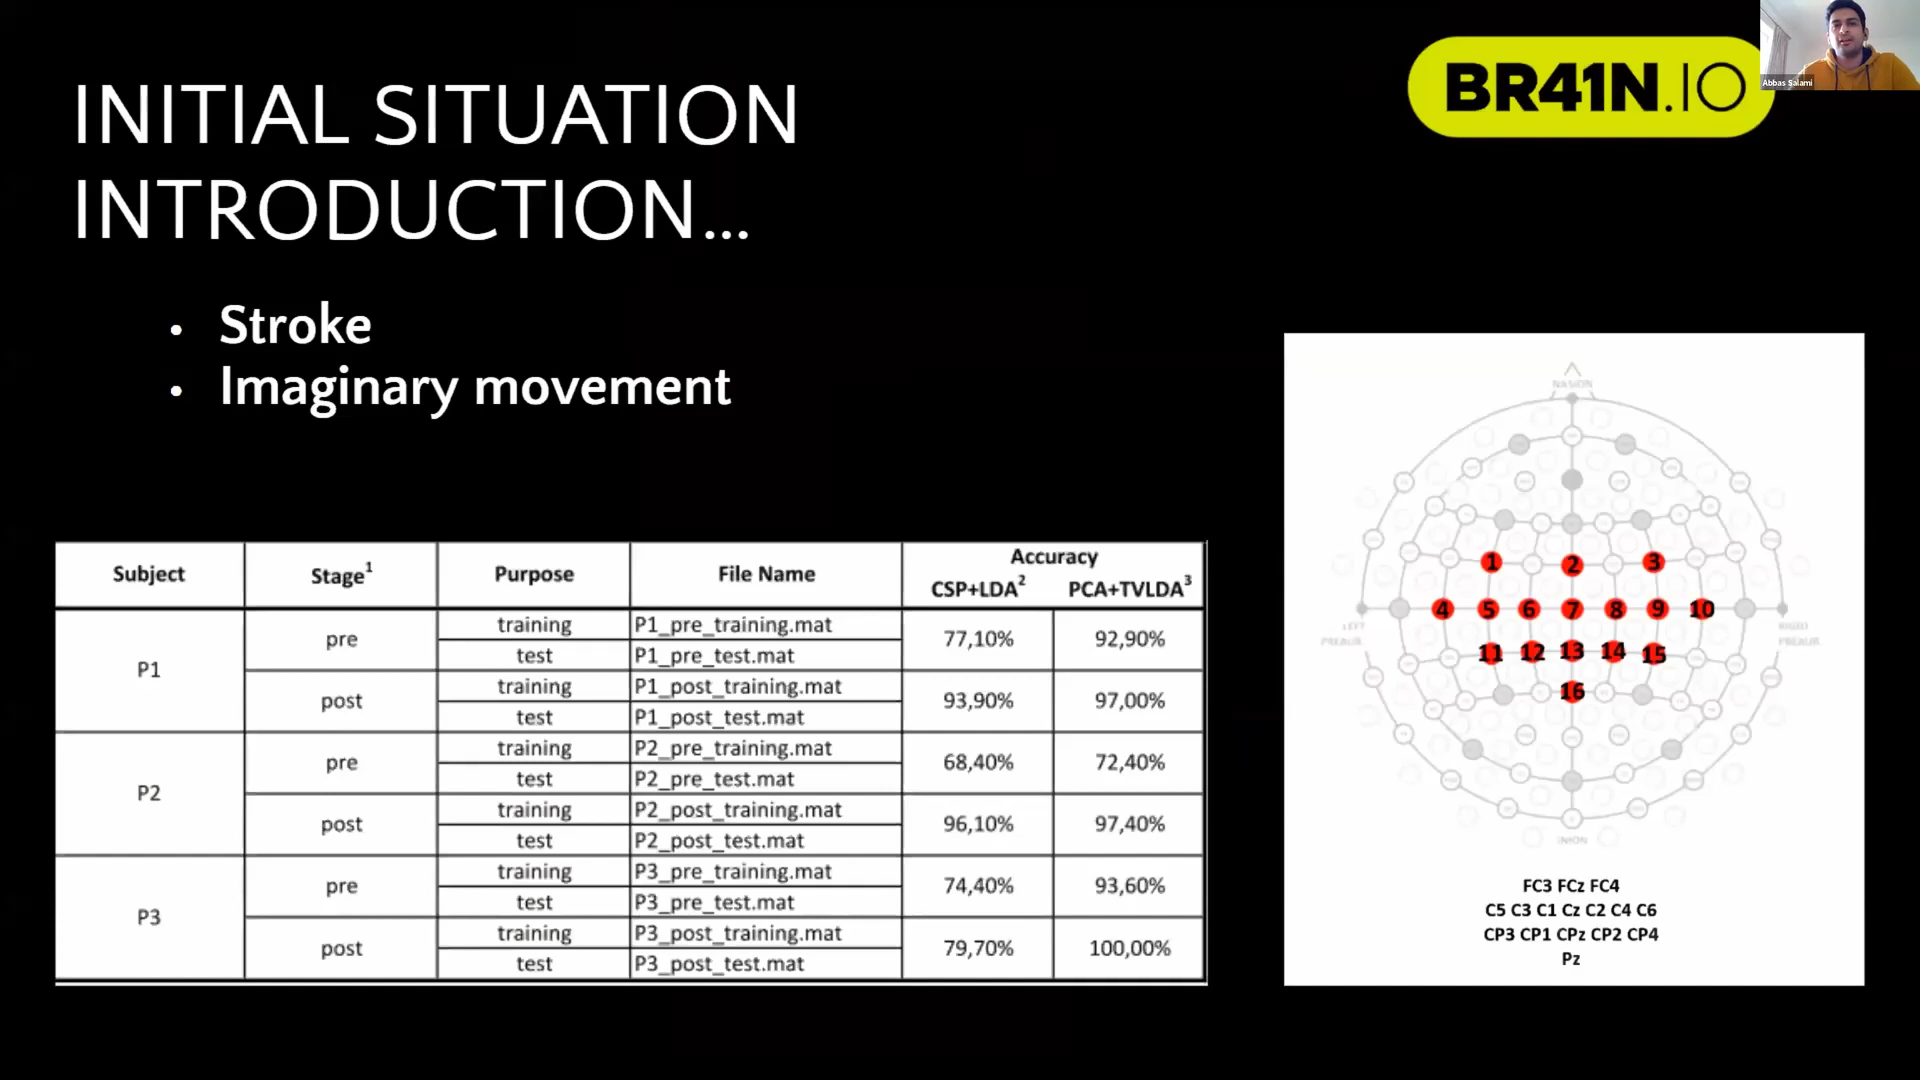 INITIAL SITUATION
INTRODUCTION...
BR41N.IO
Abbas Salami
• Stroke
• Imaginary movement
Subject Stage1 Purpose File Name Accuracy
CSP+LDA2 PCA+TVLDA3
P1 pre training P1_pre_training.mat 77,10% 92,90%
test P1_pre_test.mat
post training P1_post_training.mat 93,90% 97,00%
test P1_post_test.mat
P2 pre training P2_pre_training.mat 68,40% 72,40%
test P2_pre_test.mat
post training P2_post_training.mat 96,10% 97,40%
test P2_post_test.mat
P3 pre training P3_pre_training.mat 74,40% 93,60%
test P3_pre_test.mat
post training P3_post_training.mat 79,70% 100,00%
test P3_post_test.mat
NASION
1 2 3
4 5 6 7 8 9 10
LEFT PREAUR.
RIGHT PREAUR.
11 12 13 14 15
16
INION
FC3 FCz FC4
C5 C3 C1 Cz C2 C4 C6
CP3 CP1 CPz CP2 CP4
Pz